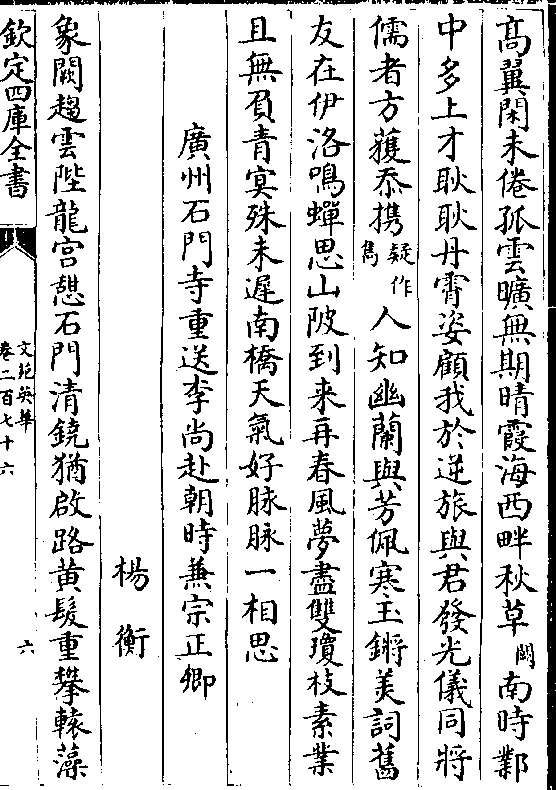 髙翼閑未倦孤雲曠無期晴霞海西畔秋草闕南時鄴
中多上才耿耿丹霄姿顧我於逆旅與君發光儀同將
儒者方獲忝携疑作雋人知幽蘭與芳佩寒玉鏘美詞舊
友在伊洛鳴蟬思山陂到来再春風夢盡雙瓊枝素業
且無負青冥殊未遲南橋天氣好脉脉一相思
廣州石門寺重送李尚赴朝時兼宗正卿
楊衡
象闕趨雲陛龍宫憇石門清鐃猶啟路黄髮重攀轅藻
欽定四庫全書
文苑英華
卷二百七十六
六